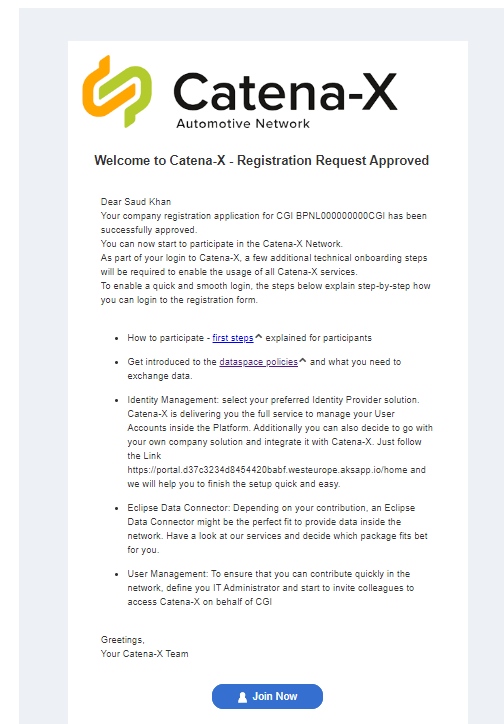 Catena-X
Automotive Network
Welcome to Catena-X - Registration Request Approved
Dear Saud Khan
Your company registration application for CGI BPNL000000000CGI has been
successfully approved.
You can now start to participate in the Catena-X Network.
As part of your login to Catena-X, a few additional technical onboarding steps
will be required to enable the usage of all Catena-X services.
To enable a quick and smooth login, the steps below explain step-by-step how
you can login to the registration form.
• How to participate - first steps^ explained for participants
• Get introduced to the dataspace policies^ and what you need to
exchange data.
• Identity Management: select your preferred Identity Provider solution.
Catena-X is delivering you the full service to manage your User
Accounts inside the Platform. Additionally you can also decide to go with
your own company solution and integrate it with Catena-X. Just follow
the Link
https://portal.d37c3234d8454420babf.westeurope.aksapp.io/home and
we will help you to finish the setup quick and easy.
• Eclipse Data Connector: Depending on your contribution, an Eclipse
Data Connector might be the perfect fit to provide data inside the
network. Have a look at our services and decide which package fits bet
for you.
• User Management: To ensure that you can contribute quickly in the
network, define you IT Administrator and start to invite colleagues to
access Catena-X on behalf of CGI
Greetings,
Your Catena-X Team
Join Now